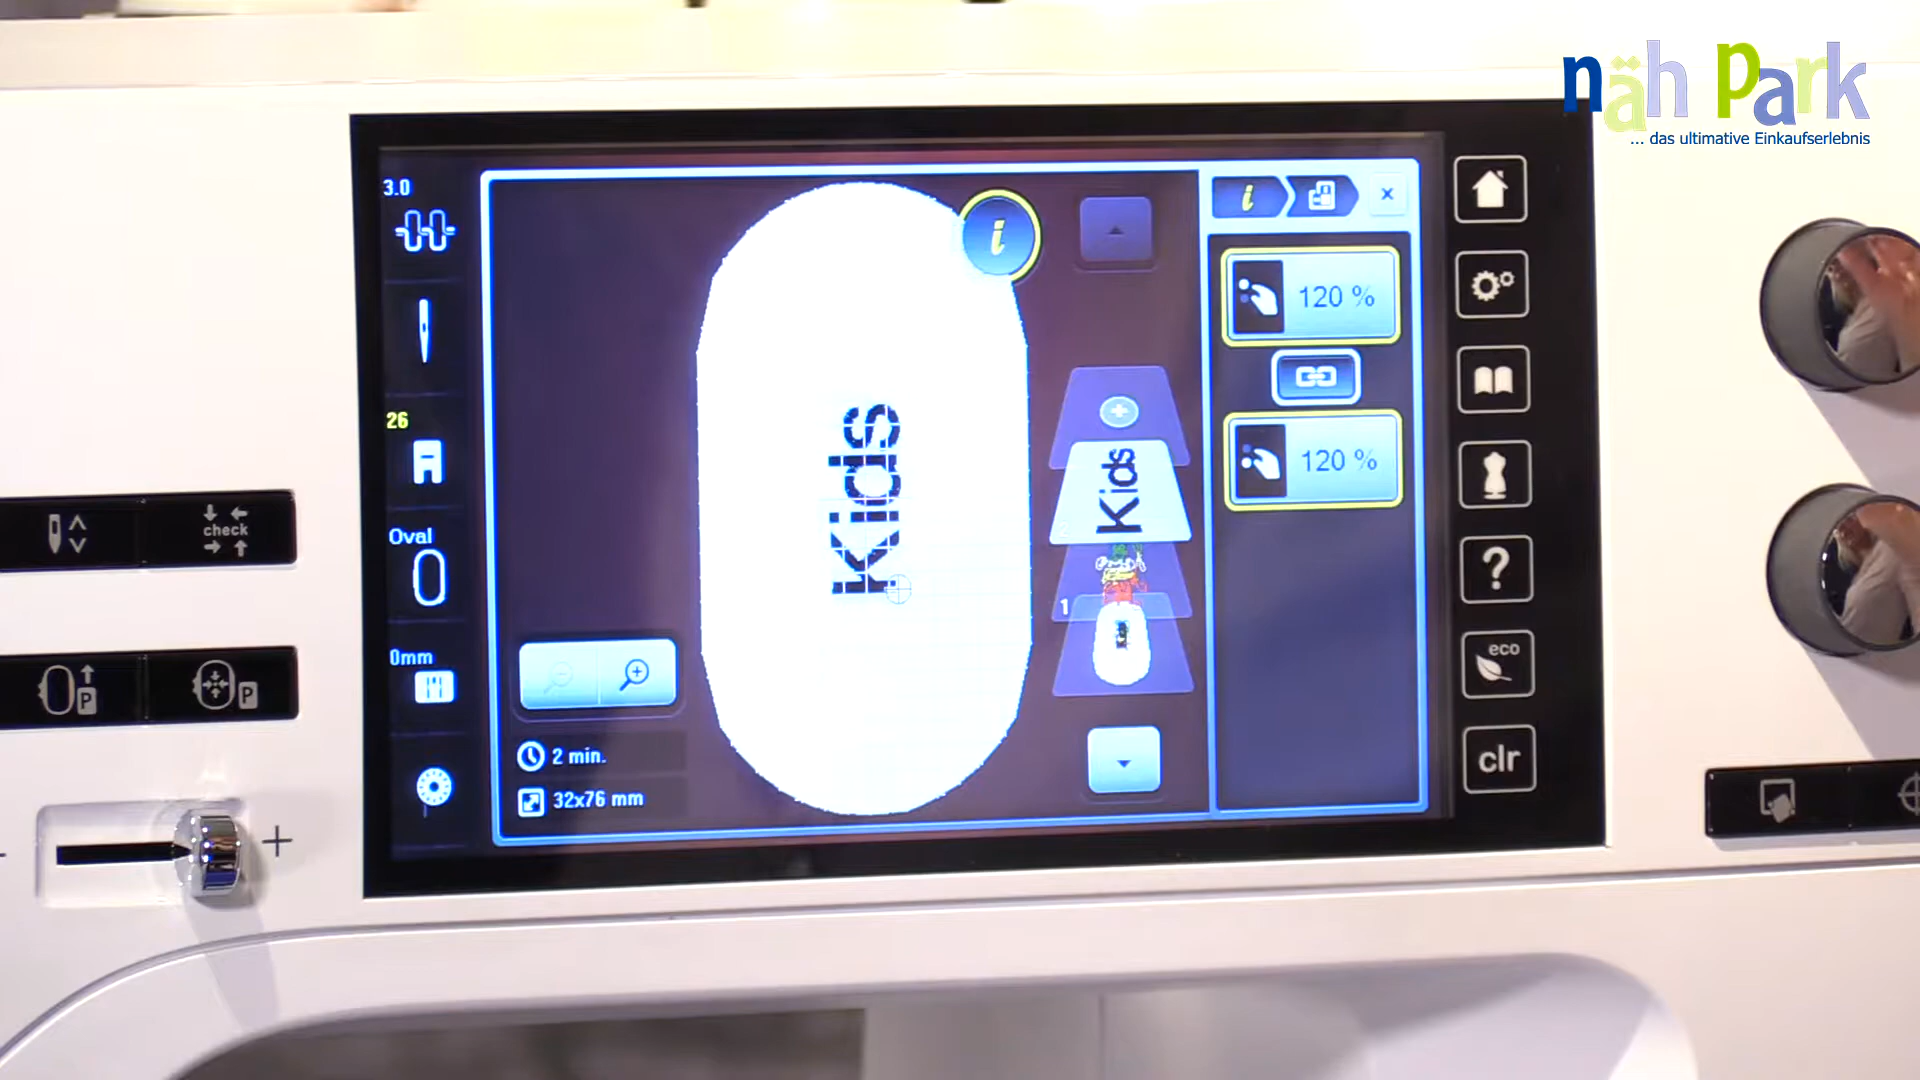 näh Park
... das ultimative Einkaufserlebnis
3.0
i
i
120 %
26
Kids
Kids
120 %
2
check
Oval
1
?
0mm
eco
P
P
2 min.
32x76 mm
clr
- +